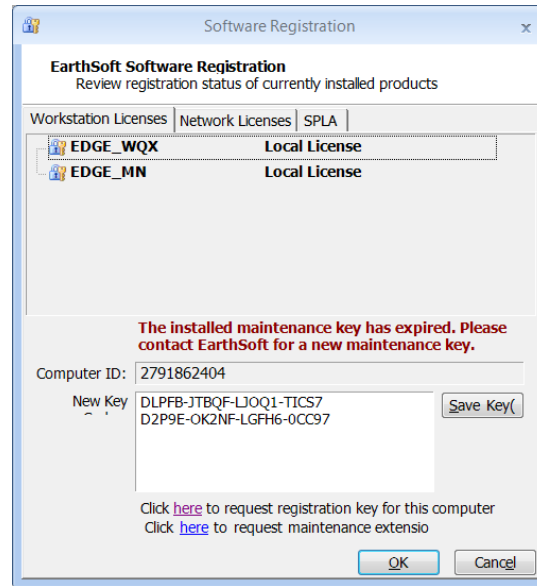 Software Registration
x
EarthSoft Software Registration
Review registration status of currently installed products
Workstation Licenses
Network Licenses
SPLA
EDGE_WQX Local License
EDGE_MN Local License
The installed maintenance key has expired. Please
contact EarthSoft for a new maintenance key.
Computer ID: 2791862404
New Key
DLPFB-JTBQF-LJOQ1-TICS7
D2P9E-OK2NF-LGFH6-0CC97
Save Key(
Click here to request registration key for this computer
Click here to request maintenance extensio
OK
Cancel